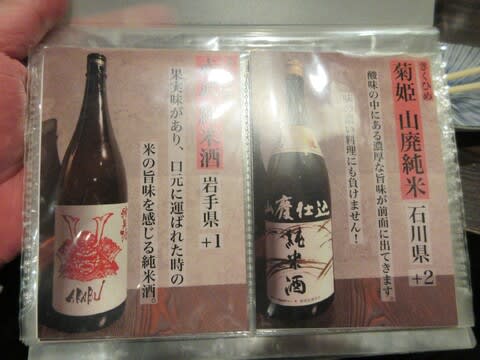 きくひめ
菊姫 山廃純米 石川県 +2
酸味の中にある濃厚な旨味が前面に出てきます
料理にも負けません！
山廃仕込
純米酒
純米酒 岩手県 +1
果実味があり、口元に運ばれた時の
米の旨味を感じる純米酒。
AKABU